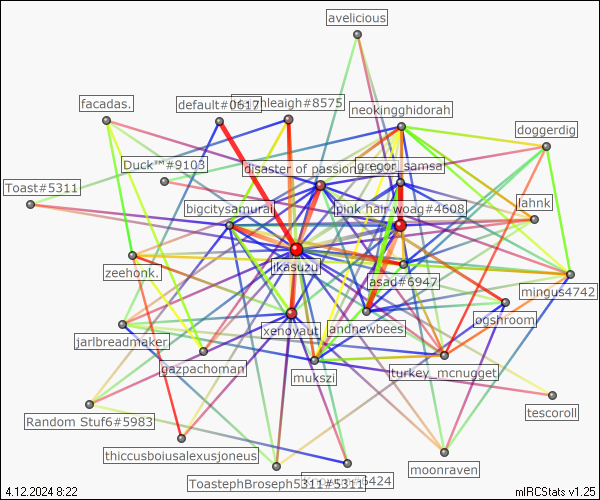 avelicious
facadas.
default#0617
nleigh#8575
neokingghidorah
doggerdig
Duck™#9103
disaster of passion
gregor_samsa
Toast#5311
bigcitysamurai
pink hair woag#4608
lahnk
ikasuzu
asad#6947
zeehonk.
mingus4742
ogshroom
jarlbreadmaker
xenoyaut
andnewbees
gazpachoman
mukszi
turkey_mcnugget
Random Stuf6#5983
tescoroll
thiccusboiusalexusjoneus
moonraven
ToastephBroseph5311#5311
5424
4.12.2024 8:22
mIRCStats v1.25